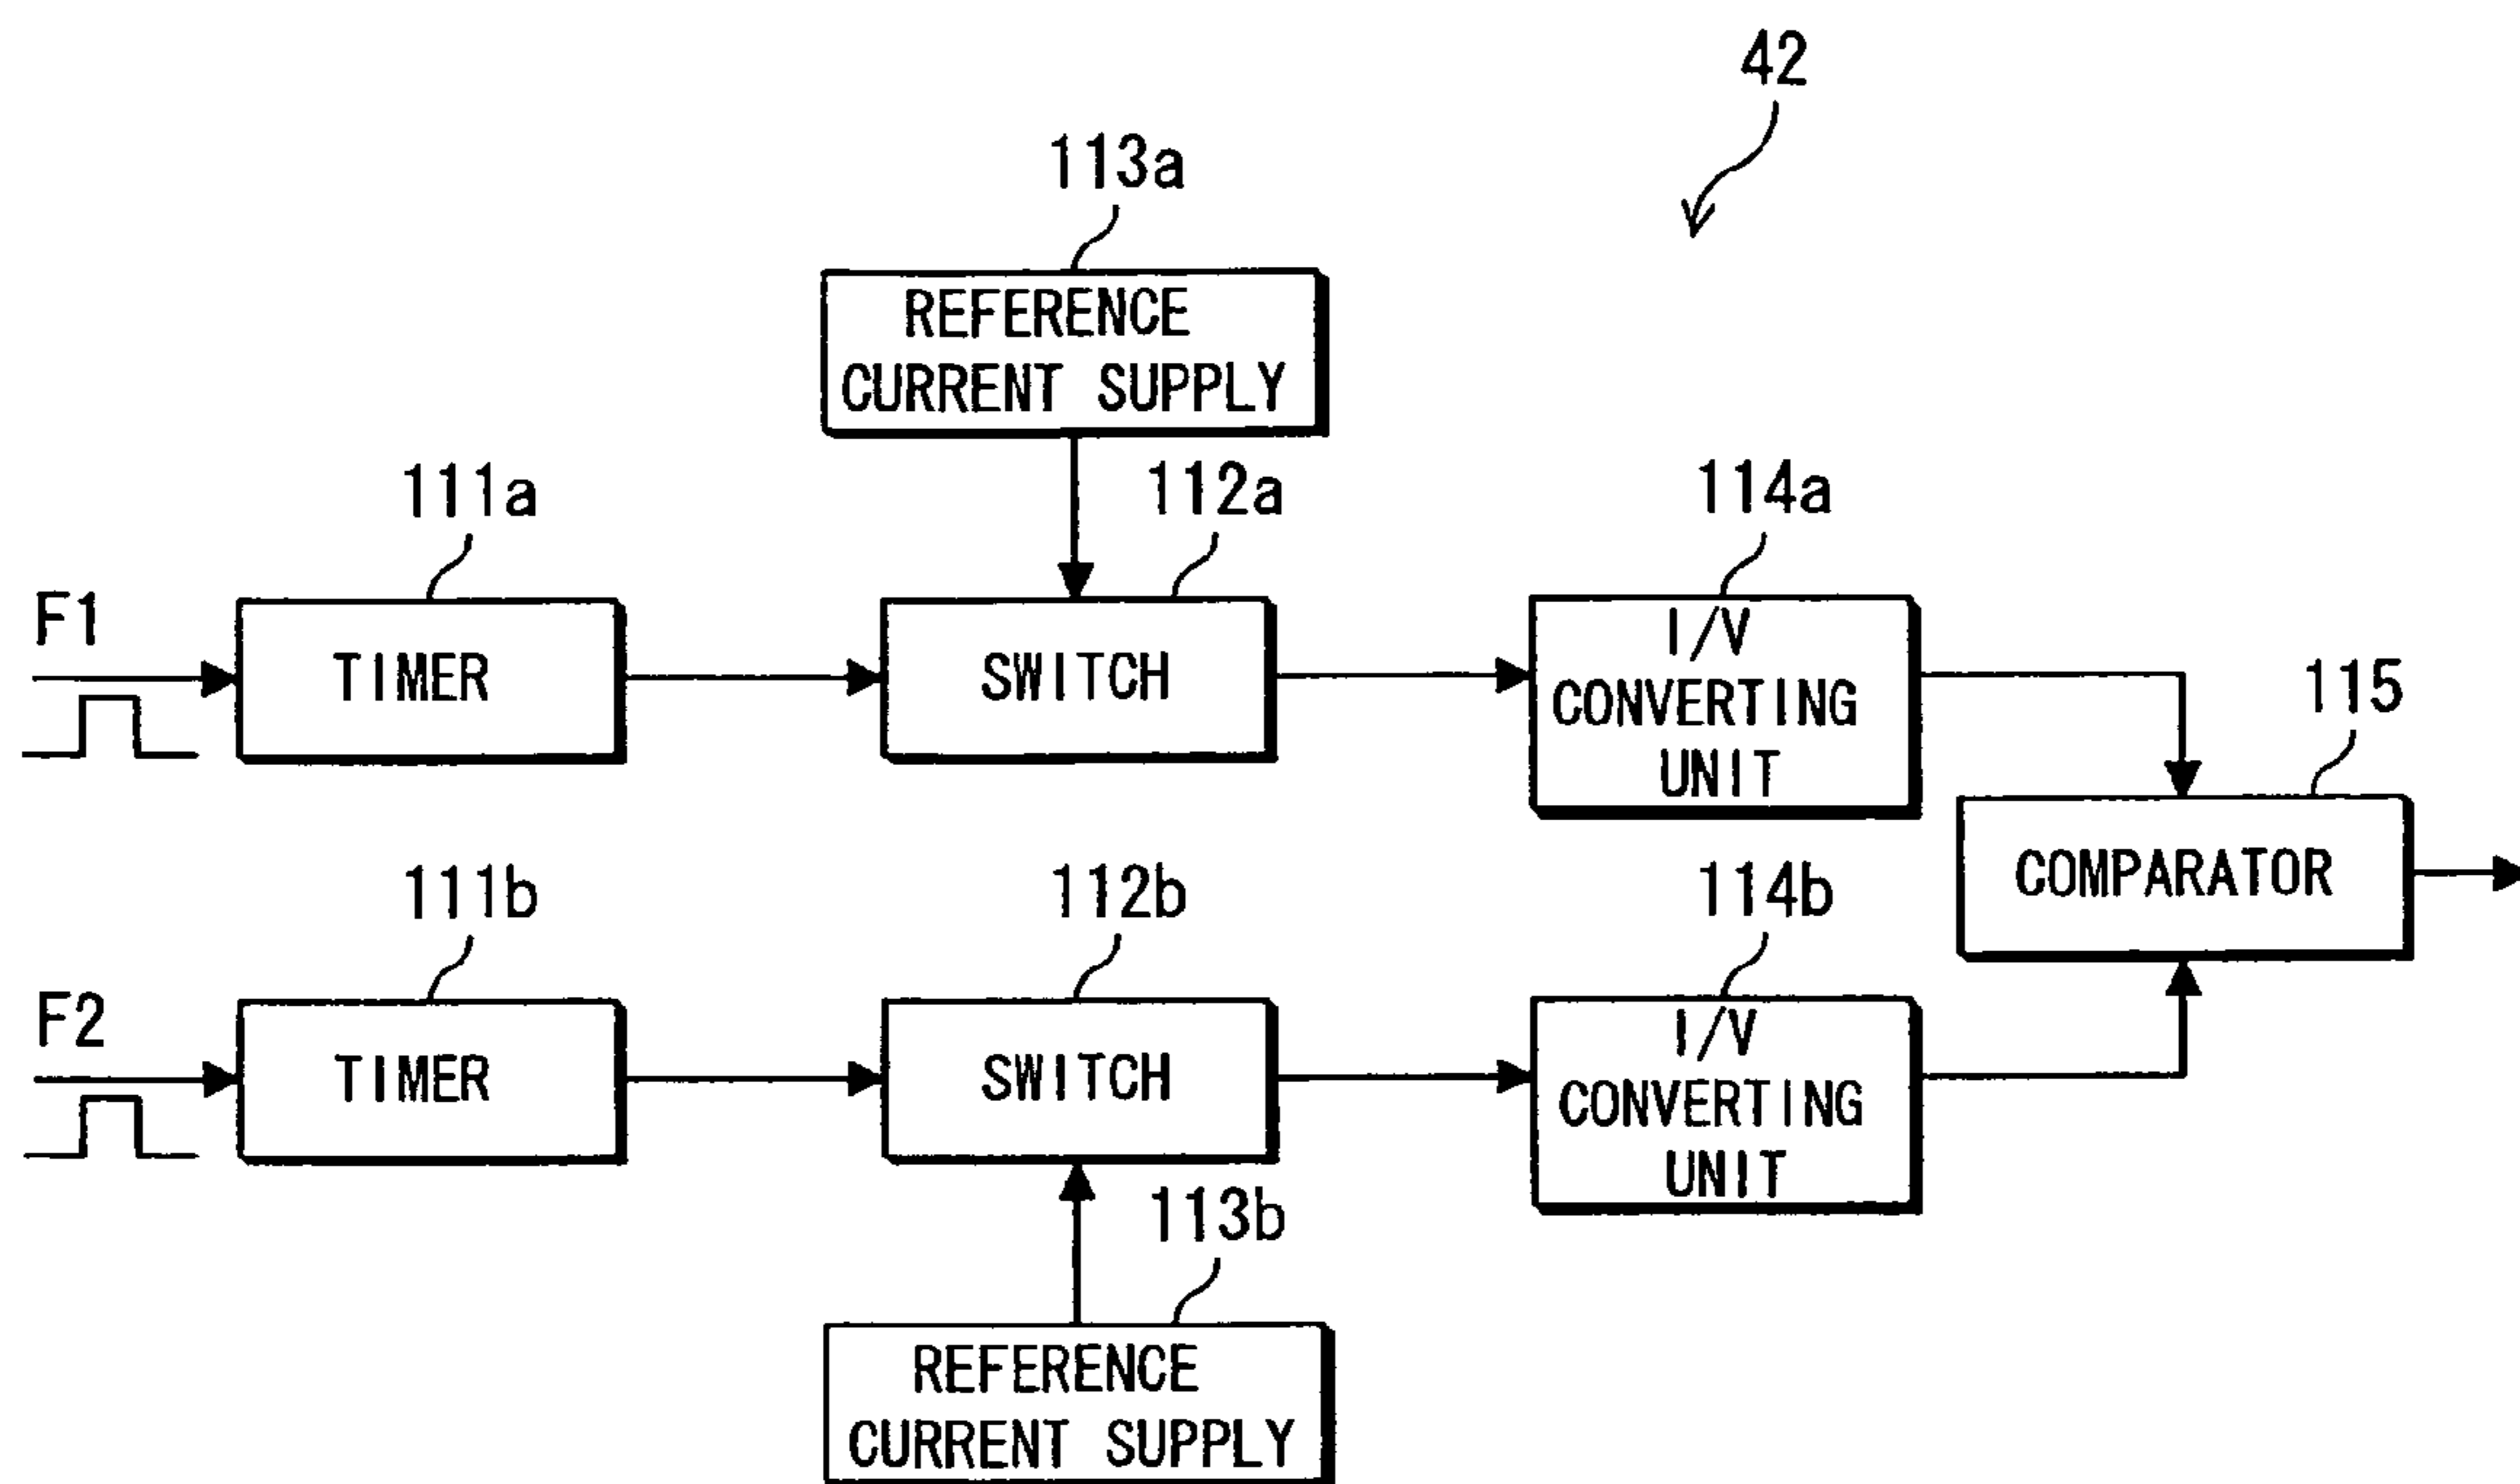 42
113a
REFERENCE
CURRENT SUPPLY
111a
112a
114a
F1
TIMER
SWITCH
I/V
CONVERTING
UNIT
115
COMPARATOR
111b
112b
114b
F2
TIMER
SWITCH
I/V
CONVERTING
UNIT
113b
REFERENCE
CURRENT SUPPLY